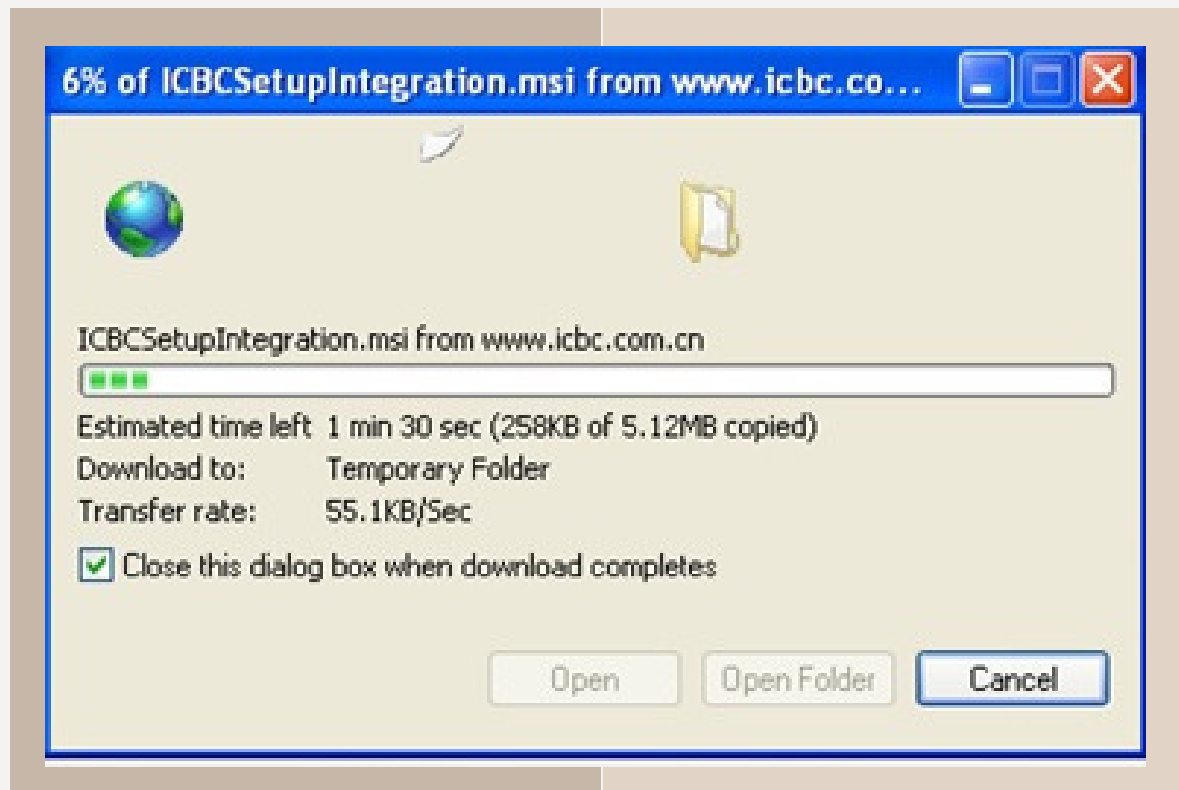 6% of ICBCSetupIntegration.msi from www.icbc.co...
ICBCSetupIntegration.msi from www.icbc.com.cn
Estimated time left 1 min 30 sec (258KB of 5.12MB copied)
Download to: Temporary Folder
Transfer rate: 55.1KB/Sec
Close this dialog box when download completes
Open Open Folder Cancel